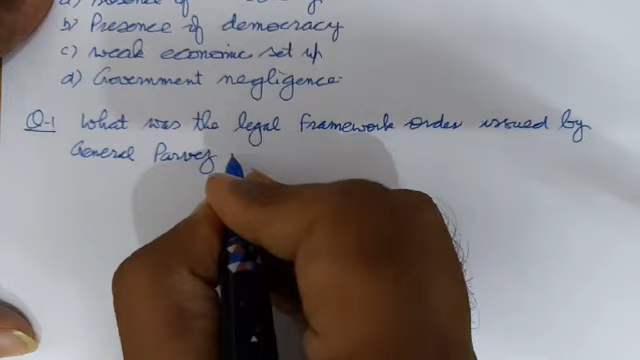 b) Presence of democracy
c) weak economic set up
d) Government negligence.
Q-1 What was the legal framework order issued by
General Parvez